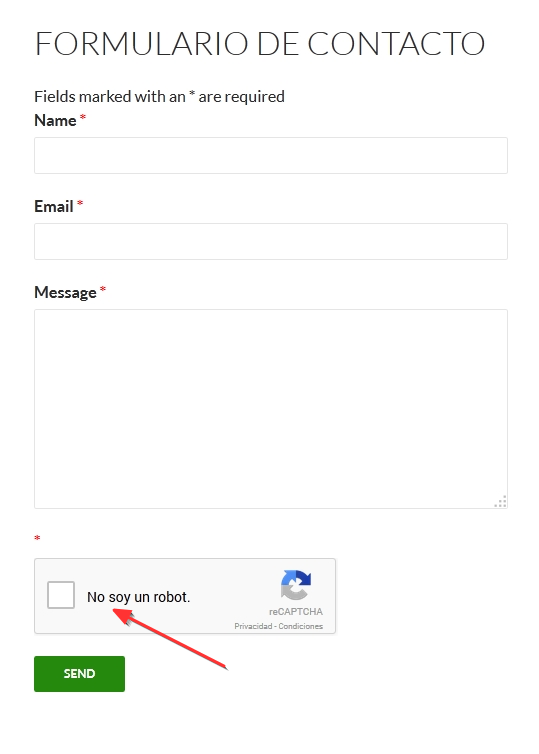 FORMULARIO DE CONTACTO
Fields marked with an * are required
Name *
Email *
Message *
*
No soy un robot.
reCAPTCHA
Privacidad - Condiciones
SEND